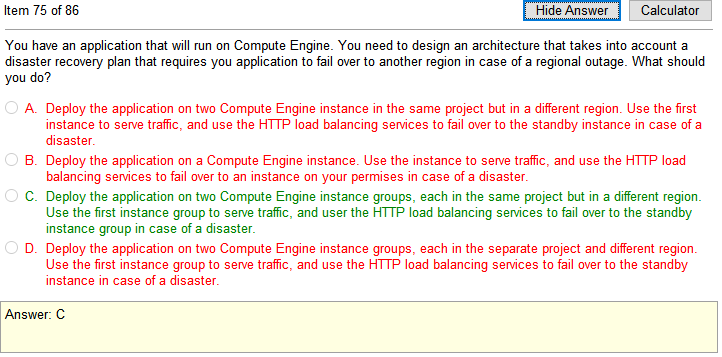 Item 75 of 86
Hide Answer
Calculator
You have an application that will run on Compute Engine. You need to design an architecture that takes into account a
disaster recovery plan that requires you application to fail over to another region in case of a regional outage. What should
you do?
A. Deploy the application on two Compute Engine instance in the same project but in a different region. Use the first
instance to serve traffic, and use the HTTP load balancing services to fail over to the standby instance in case of a
disaster.
B. Deploy the application on a Compute Engine instance. Use the instance to serve traffic, and use the HTTP load
balancing services to fail over to an instance on your permises in case of a disaster.
C. Deploy the application on two Compute Engine instance groups, each in the same project but in a different region.
Use the first instance group to serve traffic, and user the HTTP load balancing services to fail over to the standby
instance group in case of a disaster.
D. Deploy the application on two Compute Engine instance groups, each in the separate project and different region.
Use the first instance group to serve traffic, and use the HTTP load balancing services to fail over to the standby
instance in case of a disaster.
Answer: C